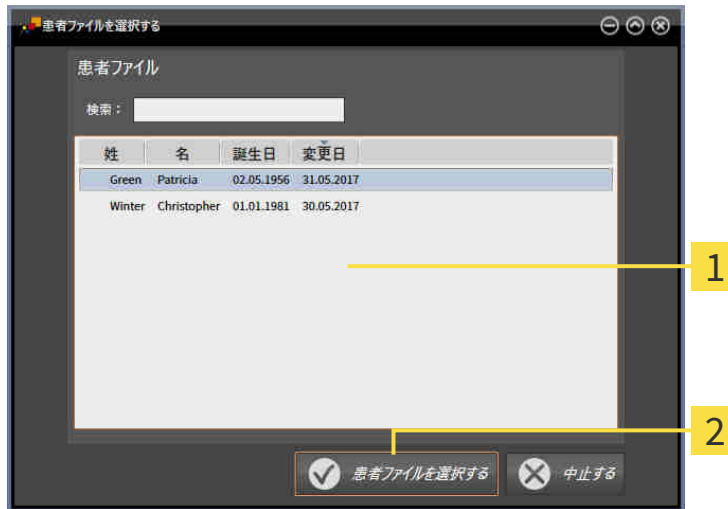 患者ファイルを選択する
患者ファイル
検索：
姓 名 誕生日 変更日
Green Patricia 02.05.1956 31.05.2017
Winter Christopher 01.01.1981 30.05.2017
1
2
患者ファイルを選択する 中止する